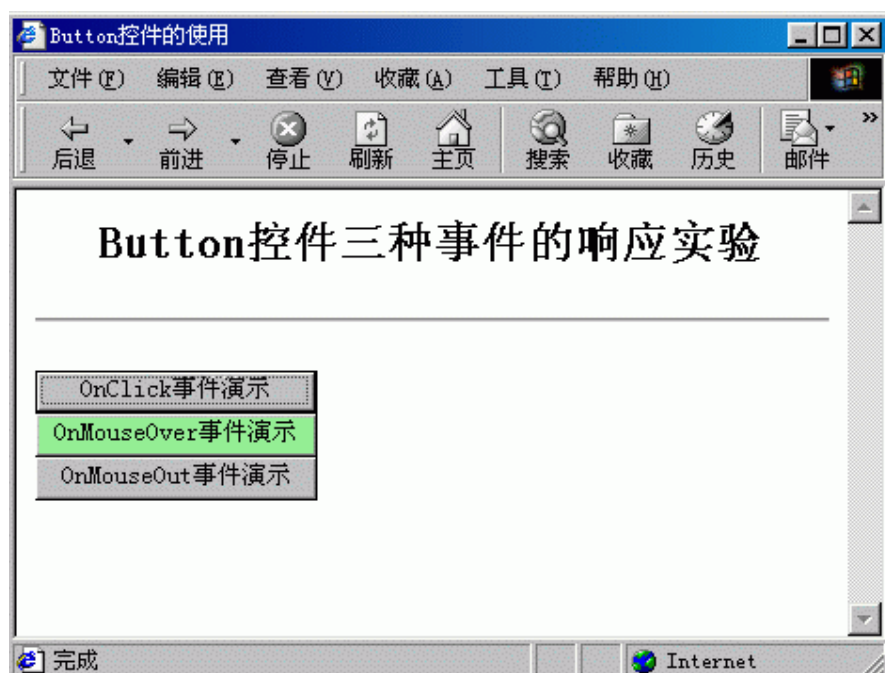 Button控件的使用
文件(F) 编辑(E) 查看(V) 收藏(A) 工具(T) 帮助(H)
后退 前进 停止 刷新 主页 搜索 收藏 历史 邮件 »
Button控件三种事件的响应实验
OnClick事件演示
OnMouseOver事件演示
OnMouseOut事件演示
完成 Internet